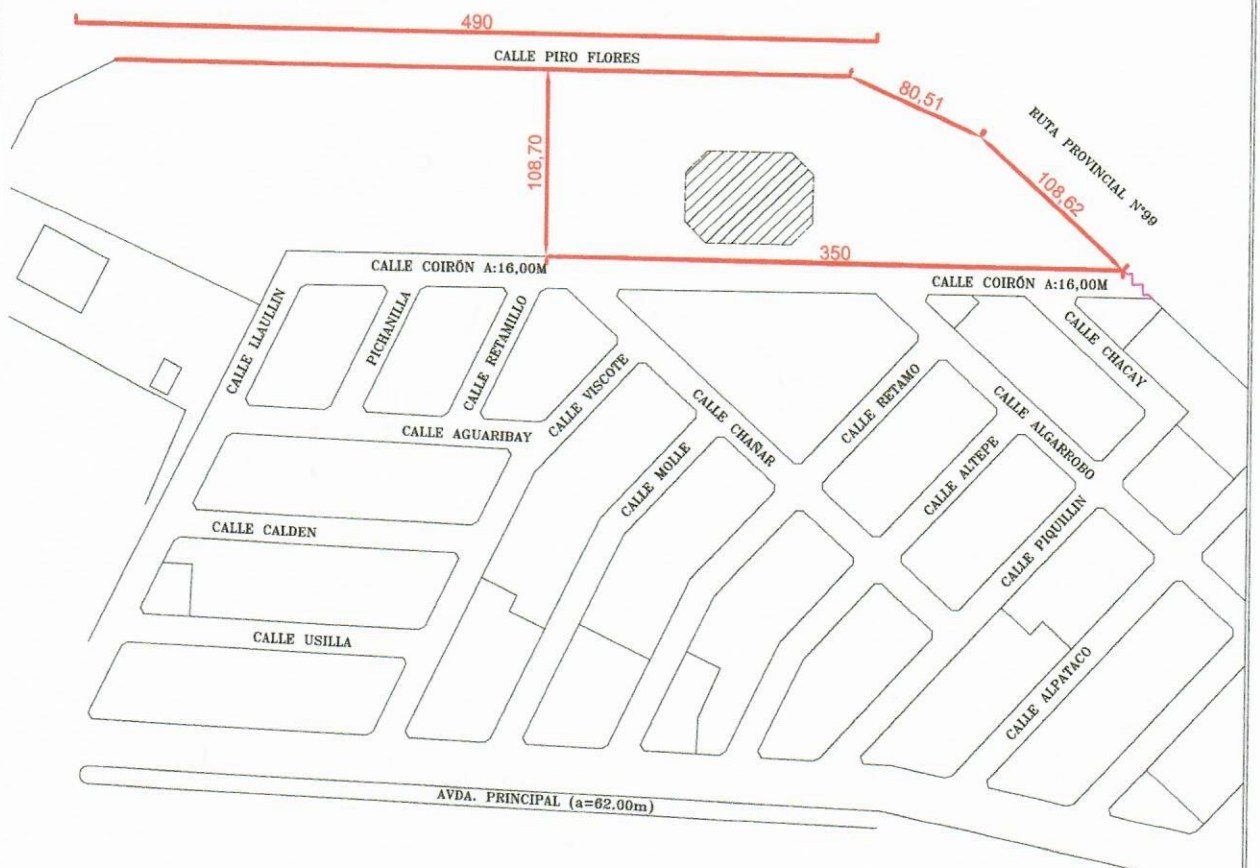 490
CALLE PIRO FLORES
80,51
RUTA PROVINCIAL N°99
108,70
108,62
350
CALLE COIRÓN A:16,00M
CALLE COIRÓN A:16,00M
CALLE LLAULLIN
PICHANILLA
CALLE RETAMILLO
CALLE CHACAY
CALLE VISCOTE
CALLE RETAMO
CALLE CHAÑAR
CALLE ALGARROBO
CALLE AGUARIBAY
CALLE MOLLE
CALLE ALTEPE
CALLE CALDEN
CALLE PIQUILLIN
CALLE USILLA
CALLE ALPATACO
AVDA. PRINCIPAL (a=62.00m)